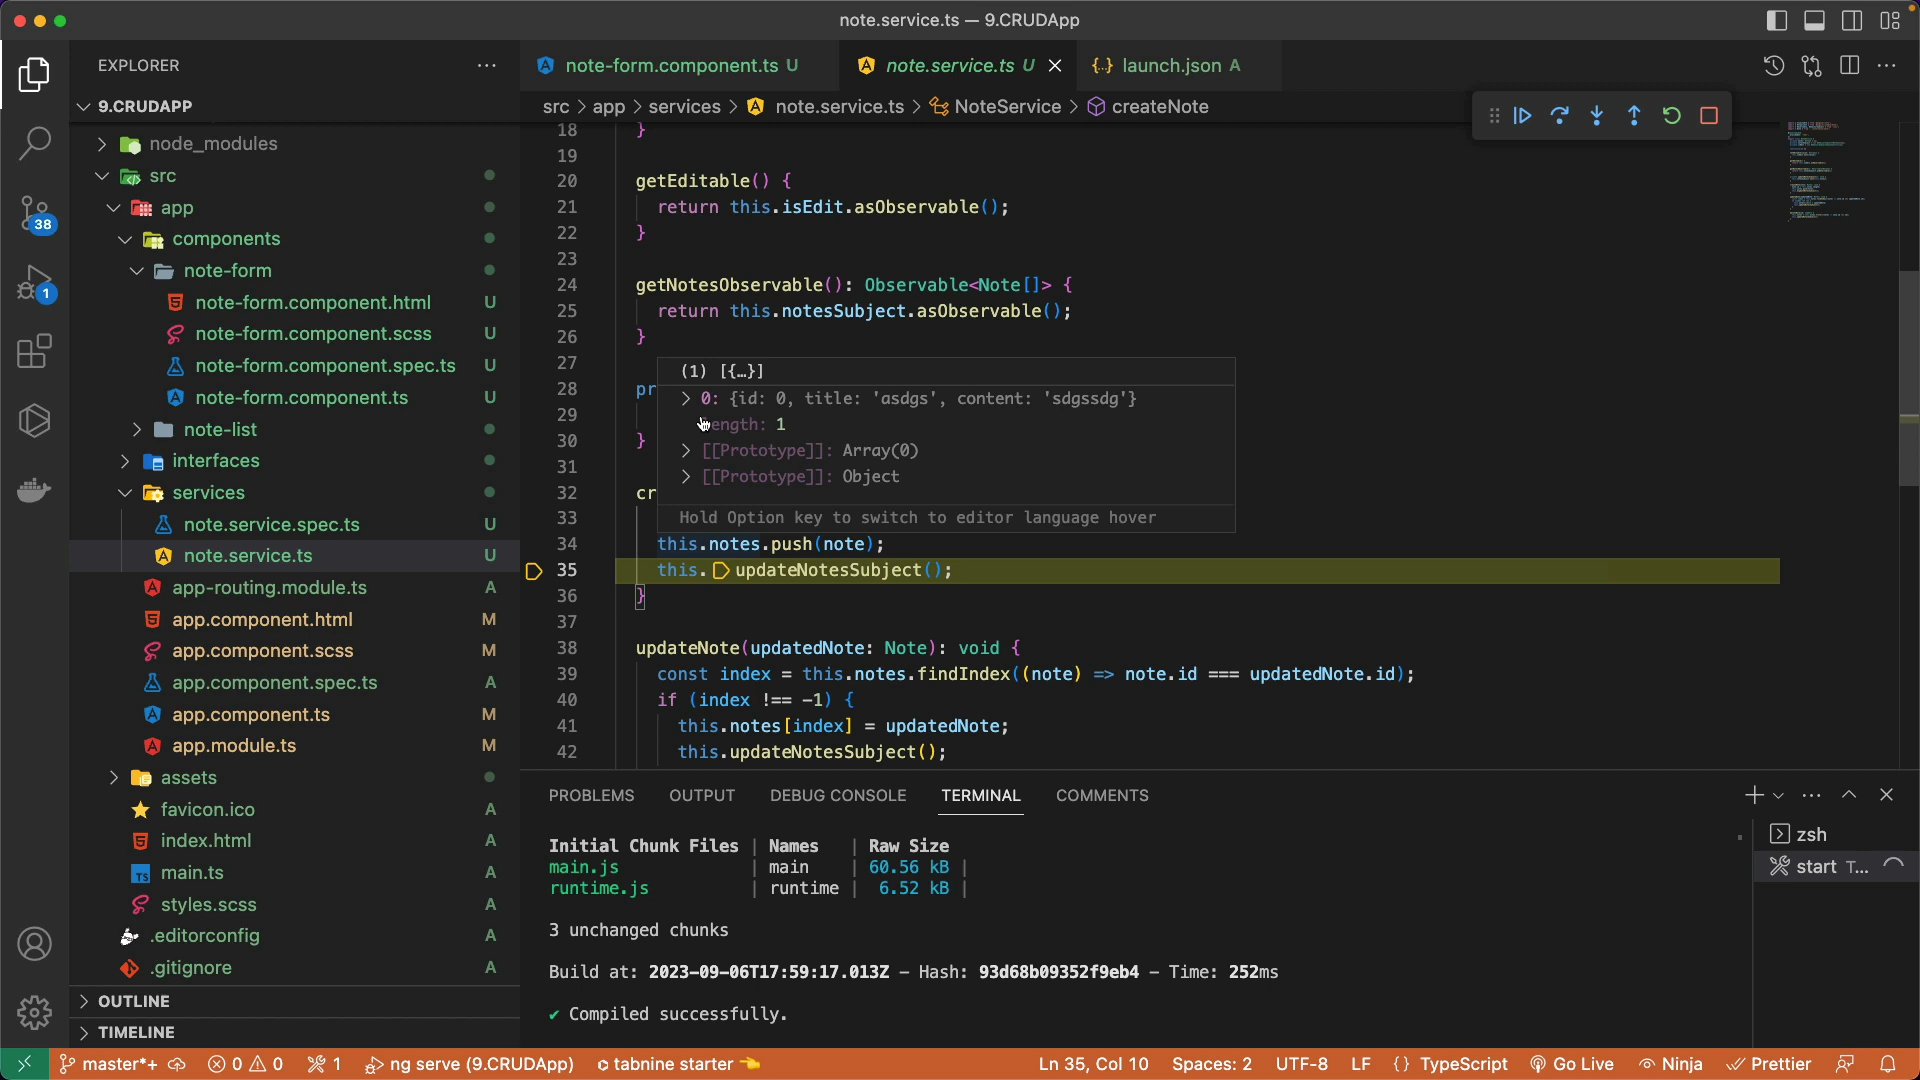 note.service.ts — 9.CRUDApp
EXPLORER
9.CRUDAPP
node_modules
src
app
components
note-form
note-form.component.html U
note-form.component.scss U
note-form.component.spec.ts U
note-form.component.ts U
note-list
interfaces
services
note.service.spec.ts U
note.service.ts U
app-routing.module.ts A
app.component.html M
app.component.scss M
app.component.spec.ts A
app.component.ts M
app.module.ts M
assets
favicon.ico A
index.html A
main.ts A
styles.scss A
.editorconfig A
.gitignore A
OUTLINE
TIMELINE
38
1
note-form.component.ts U
note.service.ts U
launch.json A
src > app > services > note.service.ts > NoteService > createNote
18 }
19
20 getEditable() {
21 return this.isEdit.asObservable();
22 }
23
24 getNotesObservable(): Observable<Note[]> {
25 return this.notesSubject.asObservable();
26 }
27
28 pr
29
30 }
31
32 cr
33
34 this.notes.push(note);
35 this.updateNotesSubject();
36 }
37
38 updateNote(updatedNote: Note): void {
39 const index = this.notes.findIndex((note) => note.id === updatedNote.id);
40 if (index !== -1) {
41 this.notes[index] = updatedNote;
42 this.updateNotesSubject();
(1) [{…}]
0: {id: 0, title: 'asdgs', content: 'sdgssdg'}
length: 1
[[Prototype]]: Array(0)
[[Prototype]]: Object
Hold Option key to switch to editor language hover
PROBLEMS OUTPUT DEBUG CONSOLE TERMINAL COMMENTS
Initial Chunk Files | Names | Raw Size
main.js | main | 60.56 kB |
runtime.js | runtime | 6.52 kB |
3 unchanged chunks
Build at: 2023-09-06T17:59:17.013Z - Hash: 93d68b09352f9eb4 - Time: 252ms
✔ Compiled successfully.
zsh
start T...
master*+ 0 0 1 ng serve (9.CRUDApp) tabnine starter Ln 35, Col 10 Spaces: 2 UTF-8 LF {} TypeScript Go Live Ninja Prettier